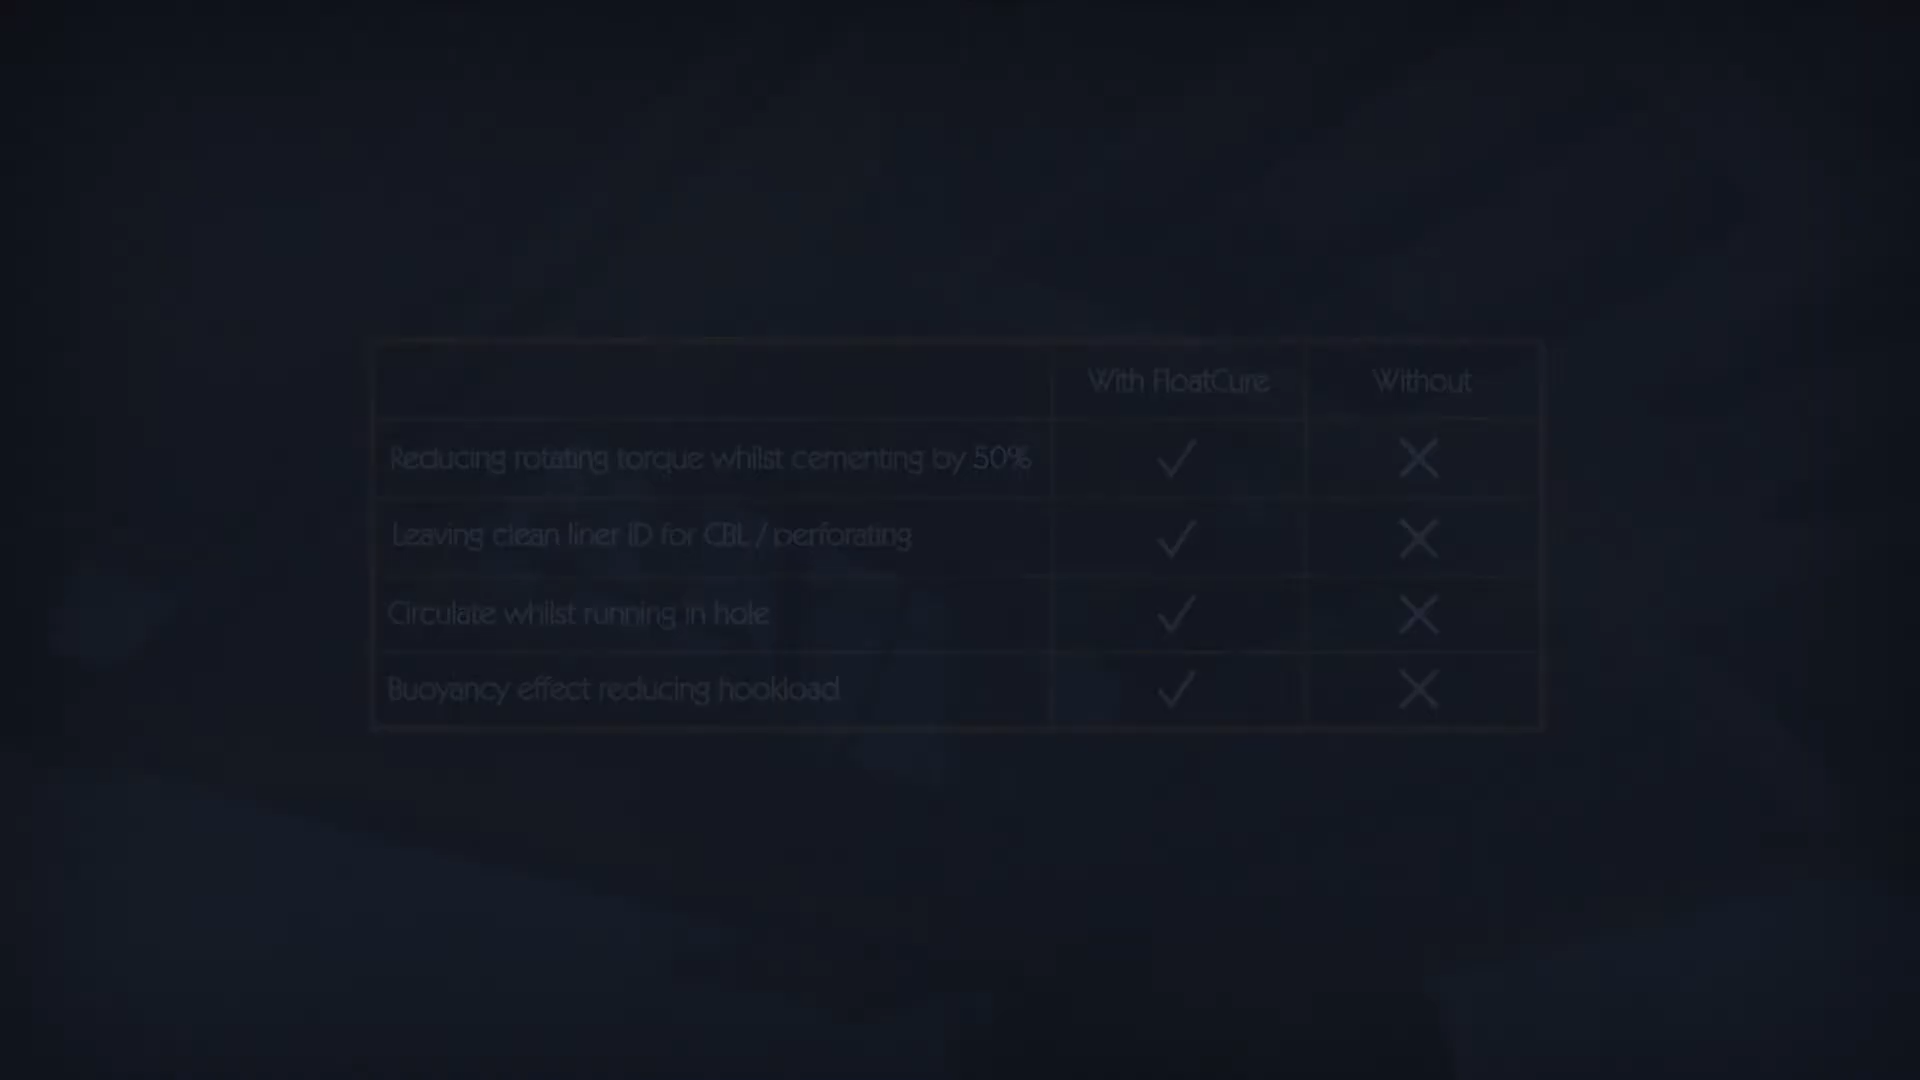 With FloatCure Without
Reducing rotating torque whilst cementing by 50% ✓ ✕
Leaving clean liner ID for CBL / perforating ✓ ✕
Circulate whilst running in hole ✓ ✕
Buoyancy effect reducing hookload ✓ ✕